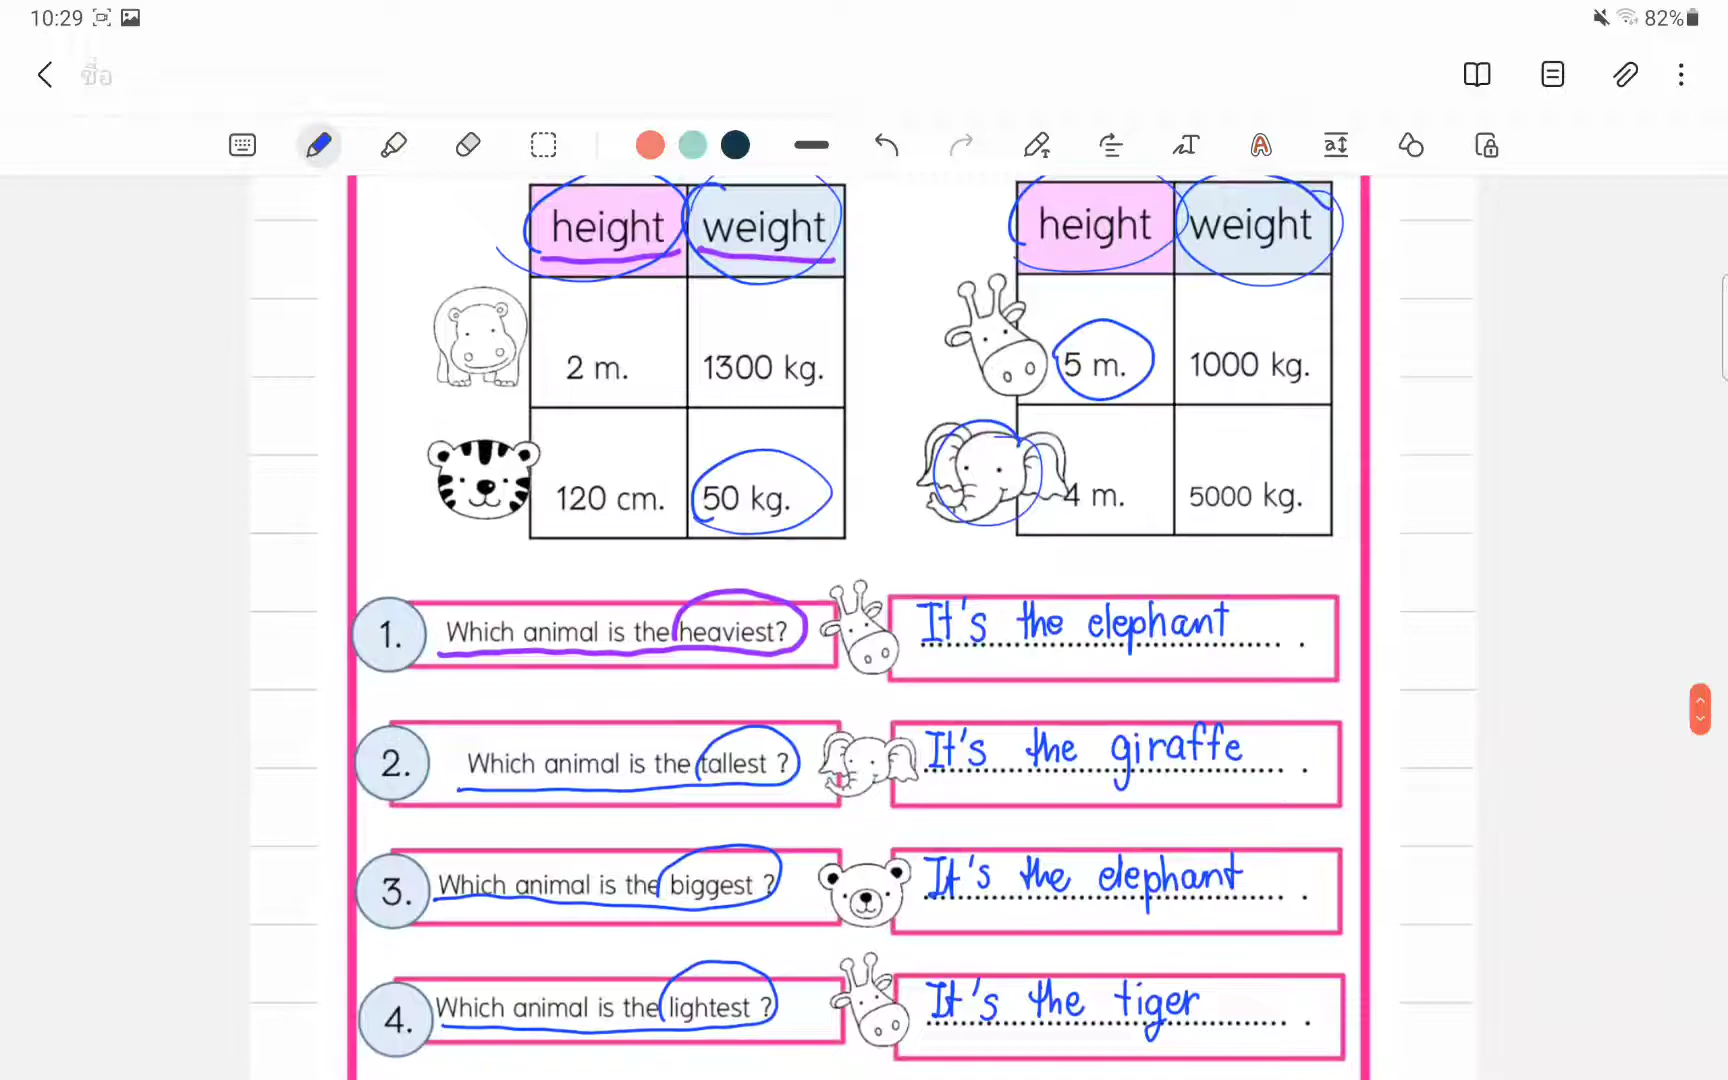 10:29 82%
ชื่อ
height weight height weight
2 m. 1300 kg. 5 m. 1000 kg.
120 cm. 50 kg. 4 m. 5000 kg.
1. Which animal is the heaviest? It's the elephant .
2. Which animal is the tallest ? It's the giraffe .
3. Which animal is the biggest ? It's the elephant .
4. Which animal is the lightest ? It's the tiger .